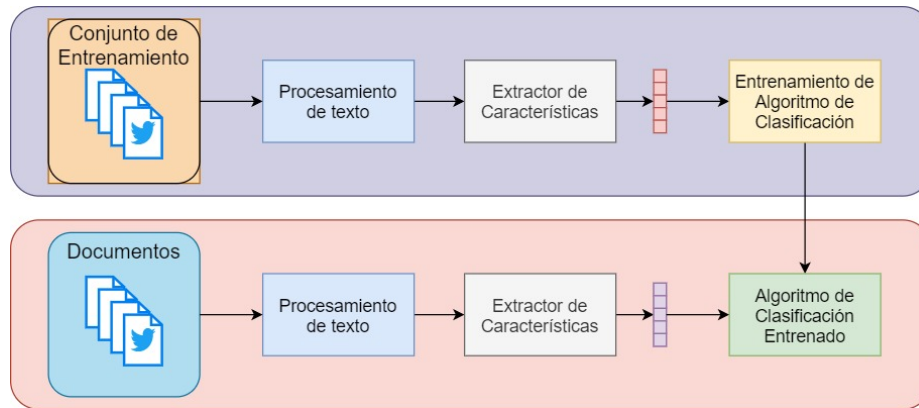 Conjunto de
Entrenamiento
Procesamiento
de texto
Extractor de
Características
Entrenamiento de
Algoritmo de
Clasificación
Documentos
Procesamiento
de texto
Extractor de
Características
Algoritmo de
Clasificación
Entrenado